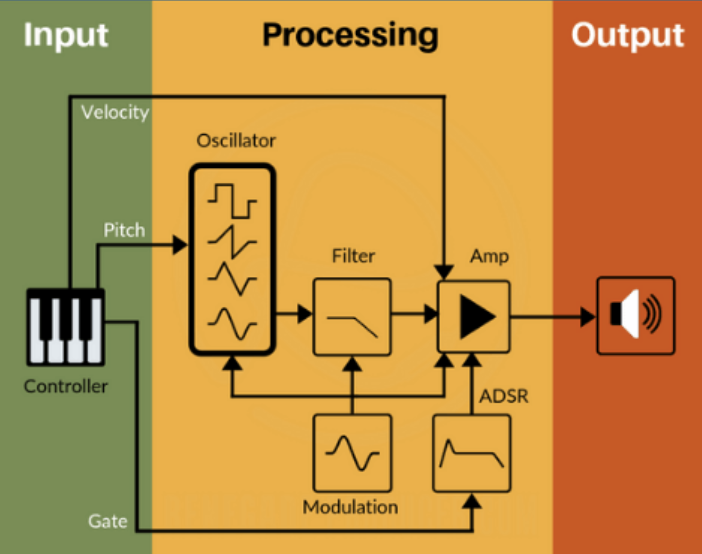 Input
Processing
Output
Velocity
Oscillator
Pitch
Filter
Amp
Controller
ADSR
Modulation
Gate